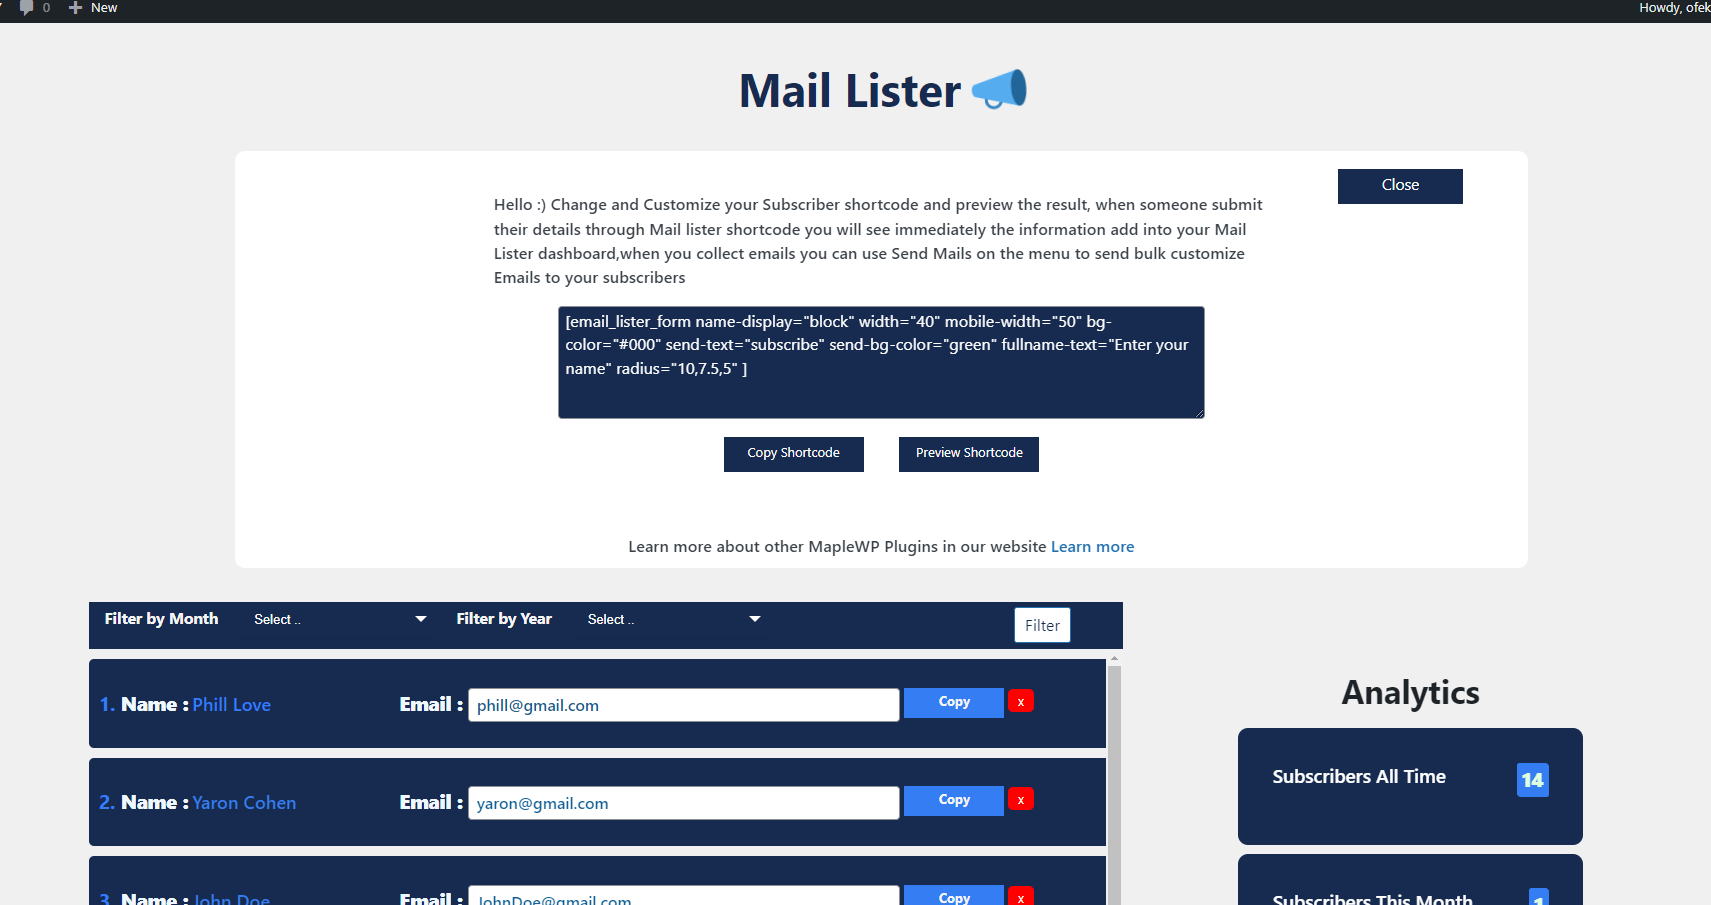 0 New
Howdy, ofek
Mail Lister
Close
Hello :) Change and Customize your Subscriber shortcode and preview the result, when someone submit
their details through Mail lister shortcode you will see immediately the information add into your Mail
Lister dashboard,when you collect emails you can use Send Mails on the menu to send bulk customize
Emails to your subscribers
[email_lister_form name-display="block" width="40" mobile-width="50" bg-
color="#000" send-text="subscribe" send-bg-color="green" fullname-text="Enter your
name" radius="10,7.5,5" ]
Copy Shortcode
Preview Shortcode
Learn more about other MapleWP Plugins in our website Learn more
Filter by Month Select .. Filter by Year Select .. Filter
1. Name : Phill Love Email : phill@gmail.com Copy x
2. Name : Yaron Cohen Email : yaron@gmail.com Copy x
3. Name : John Doe Email : JohnDoe@gmail.com Copy x
Analytics
Subscribers All Time 14
Subscribers This Month 1